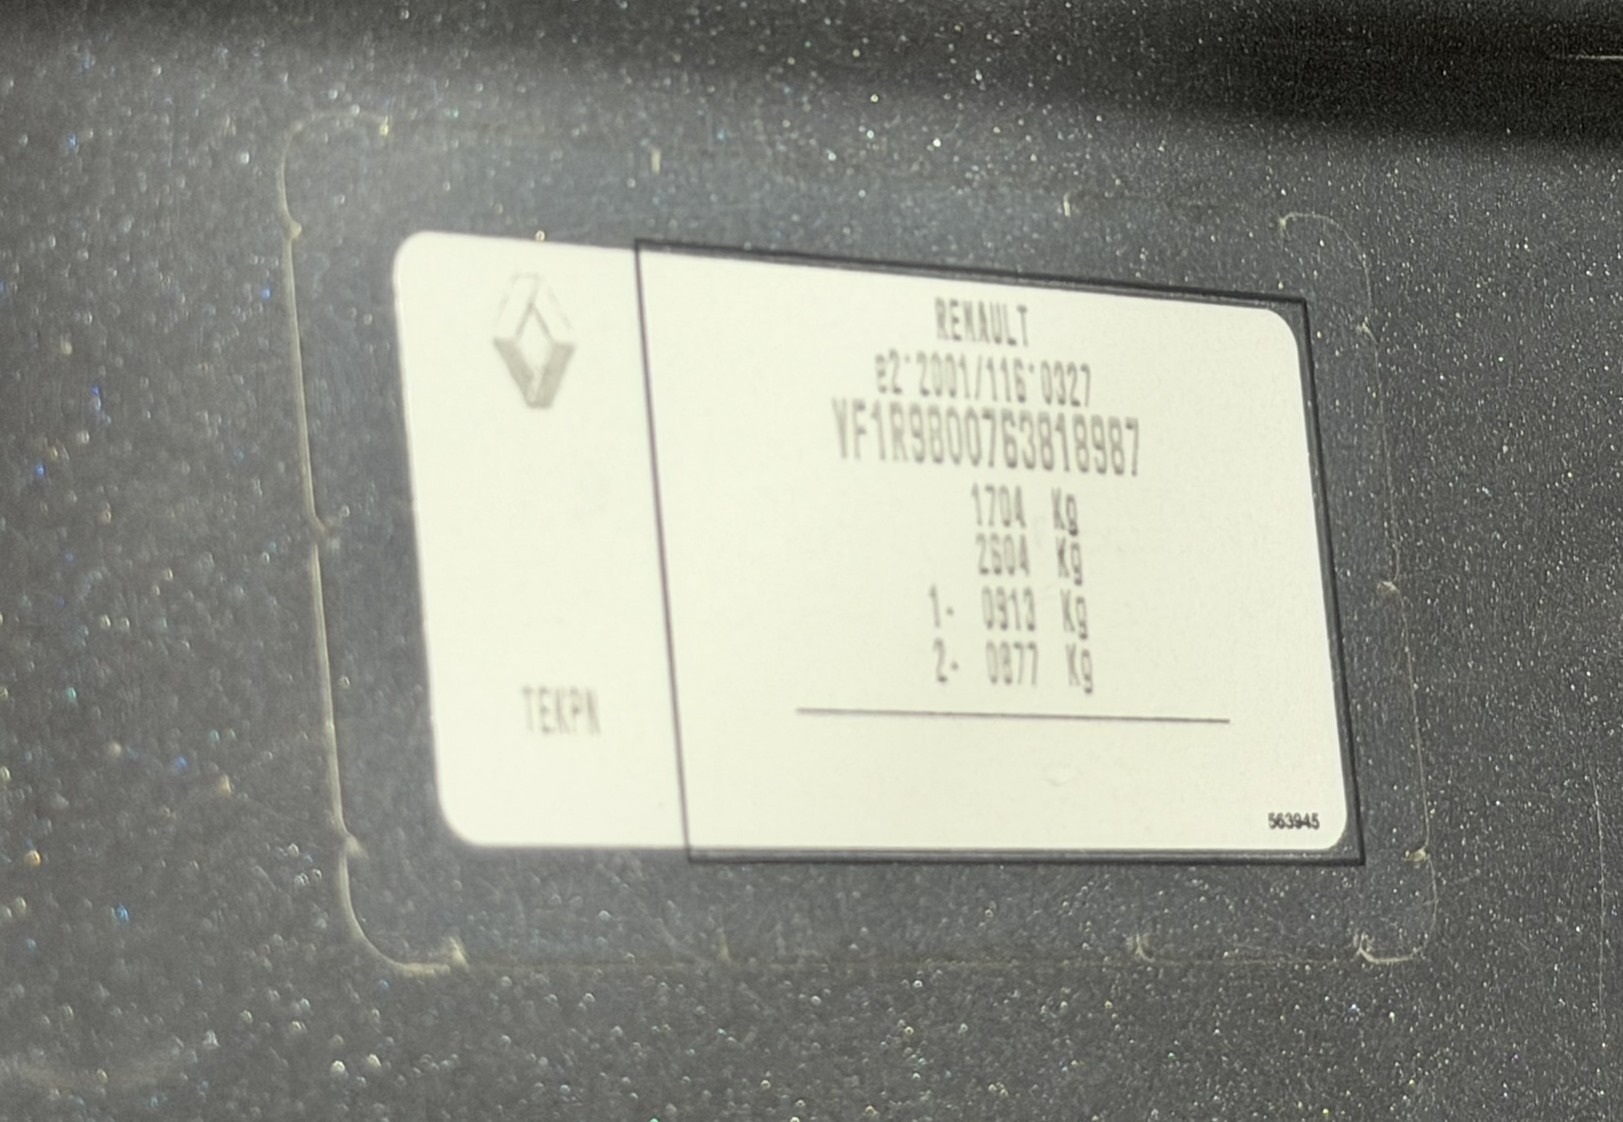 RENAULT
e2*2001/116*0327
VF1R9800763818987
1704 Kg
2604 Kg
1- 0913 Kg
2- 0877 Kg
TEKPN
563945